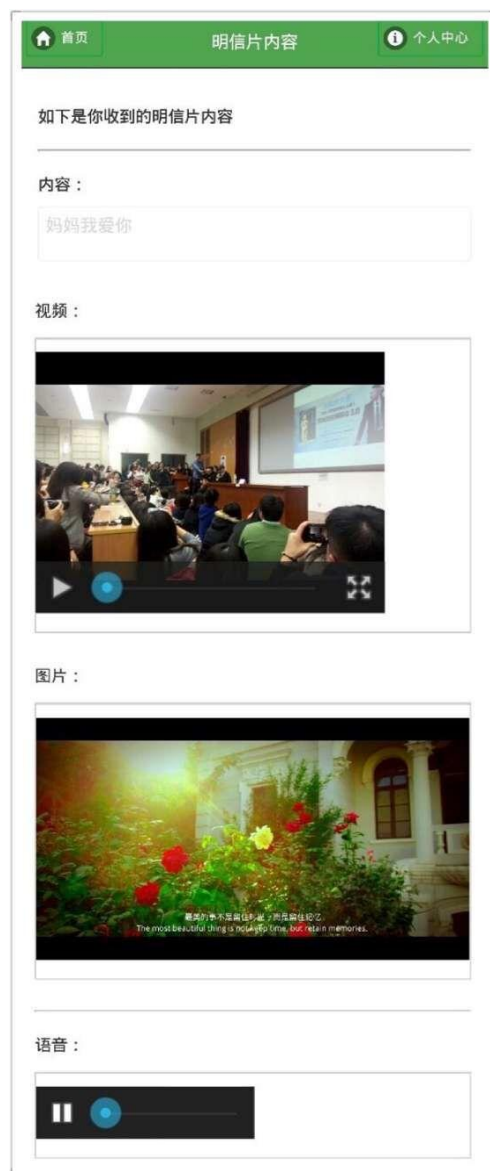 首页
明信片内容
个人中心
如下是你收到的明信片内容
内容：
妈妈我爱你
视频：
图片：
最美的事不是留住时光，而是留住记忆
The most beautiful thing is not keep time, but retain memories.
语音：